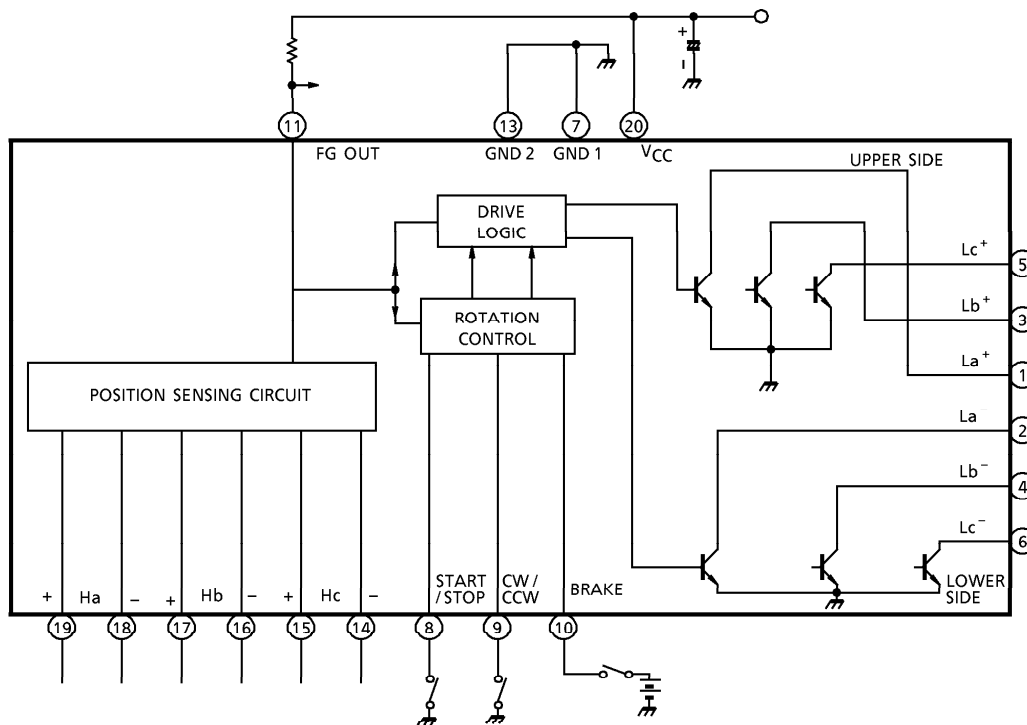 +
−
11
13
7
20
FG OUT
GND 2
GND 1
VCC
UPPER SIDE
DRIVE
LOGIC
Lc+
5
ROTATION
CONTROL
Lb+
3
La+
1
POSITION SENSING CIRCUIT
La−
2
Lb−
4
Lc−
6
LOWER
SIDE
+ Ha −
+ Hb −
+ Hc −
START
/STOP
CW /
CCW
BRAKE
19
18
17
16
15
14
8
9
10